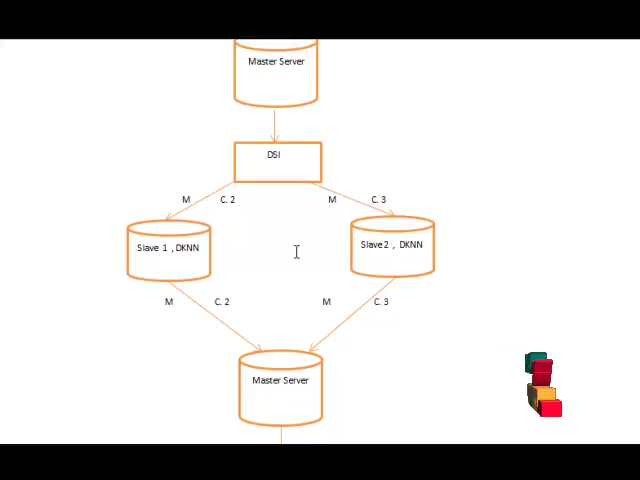 Master Server
DSI
M C. 2 M C. 3
Slave 1 , DKNN Slave2 , DKNN
M C. 2 M C. 3
Master Server